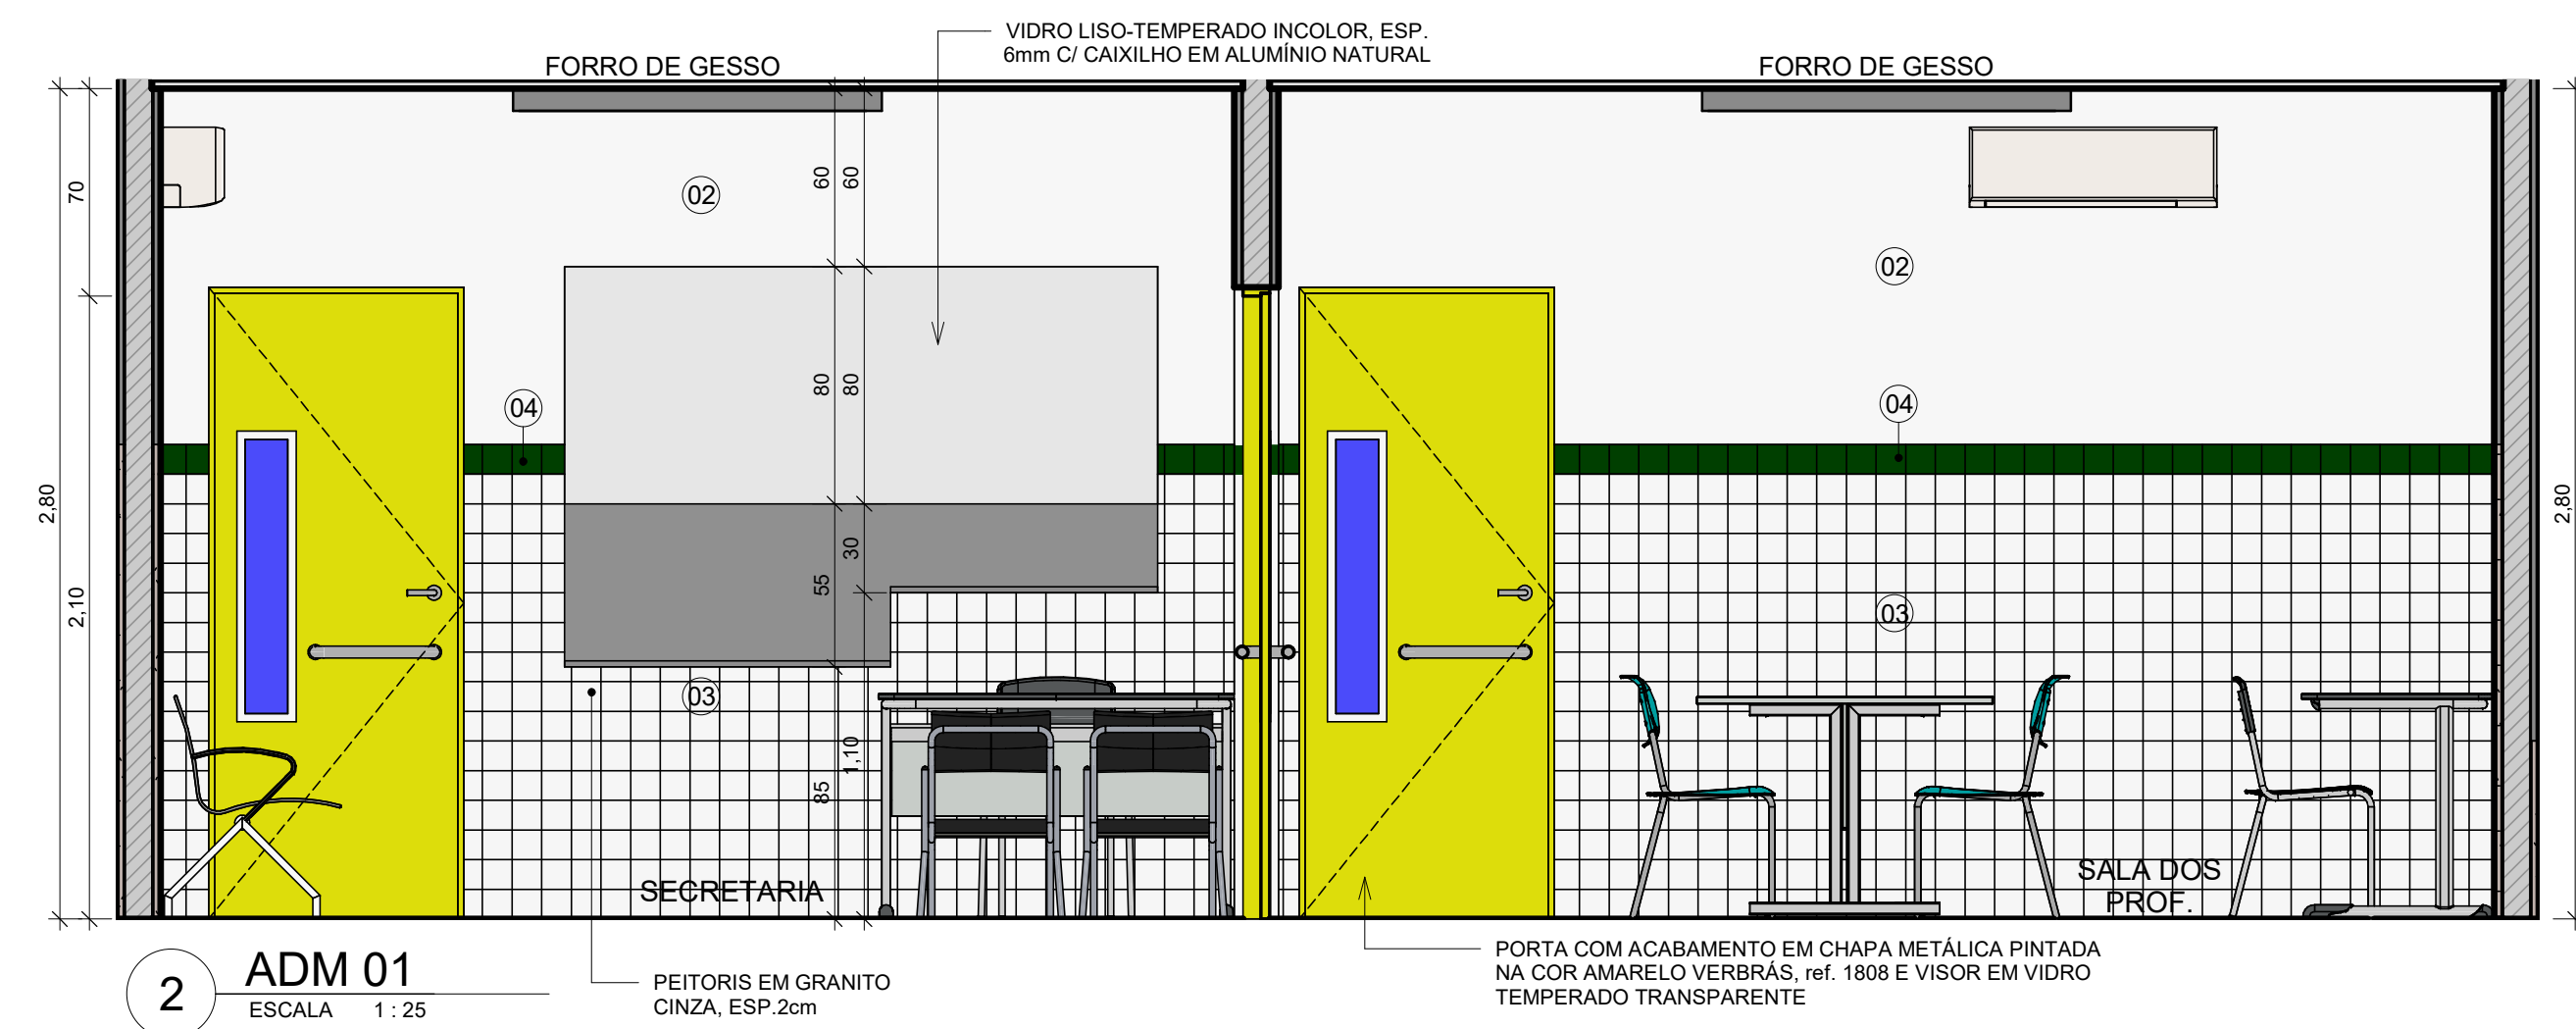 VIDRO LISO-TEMPERADO INCOLOR, ESP.
6mm C/ CAIXILHO EM ALUMÍNIO NATURAL
FORRO DE GESSO
FORRO DE GESSO
70
60
60
02
02
80
80
04
04
2,80
2,80
30
55
2,10
03
03
1,10
85
SECRETARIA
SALA DOS
PROF.
2
ADM 01
ESCALA 1 : 25
PEITORIS EM GRANITO
CINZA, ESP.2cm
PORTA COM ACABAMENTO EM CHAPA METÁLICA PINTADA
NA COR AMARELO VERBRÁS, ref. 1808 E VISOR EM VIDRO
TEMPERADO TRANSPARENTE